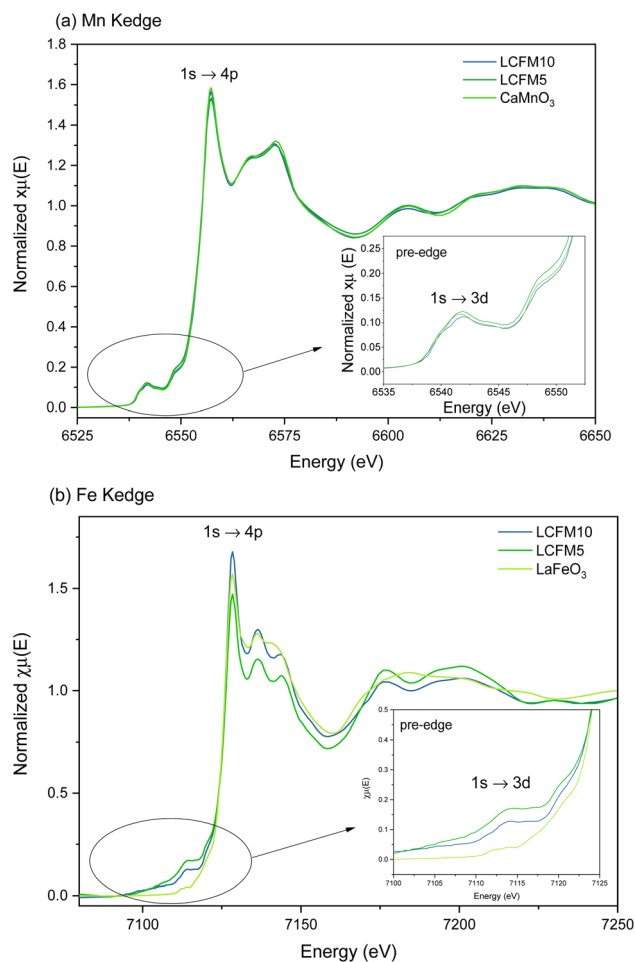 (a) Mn Kedge
1s → 4p
LCFM10
LCFM5
CaMnO₃
1.8
1.6
1.4
1.2
1.0
0.8
0.6
0.4
0.2
0.0
Normalized xμ(E)
6525
6550
6575
6600
6625
6650
Energy (eV)
pre-edge
1s → 3d
0.25
0.20
0.15
0.10
0.05
0.00
Normalized xμ (E)
6535
6540
6545
6550
Energy (eV)
(b) Fe Kedge
1s → 4p
LCFM10
LCFM5
LaFeO₃
1.5
1.0
0.5
0.0
Normalized χμ(E)
7100
7150
7200
7250
Energy (eV)
pre-edge
1s → 3d
0.5
0.4
0.3
0.2
0.1
0.0
χμ(E)
7100
7105
7110
7115
7120
7125
Energy (eV)